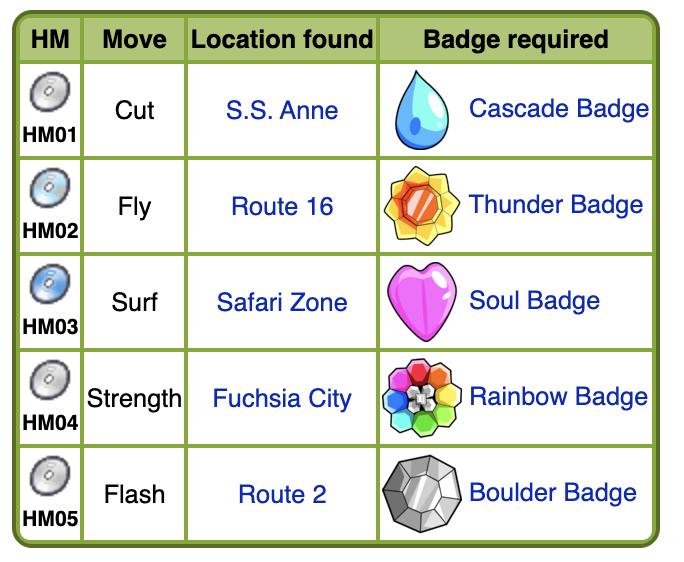 HM Move Location found Badge required
HM01 Cut S.S. Anne Cascade Badge
HM02 Fly Route 16 Thunder Badge
HM03 Surf Safari Zone Soul Badge
HM04 Strength Fuchsia City Rainbow Badge
HM05 Flash Route 2 Boulder Badge